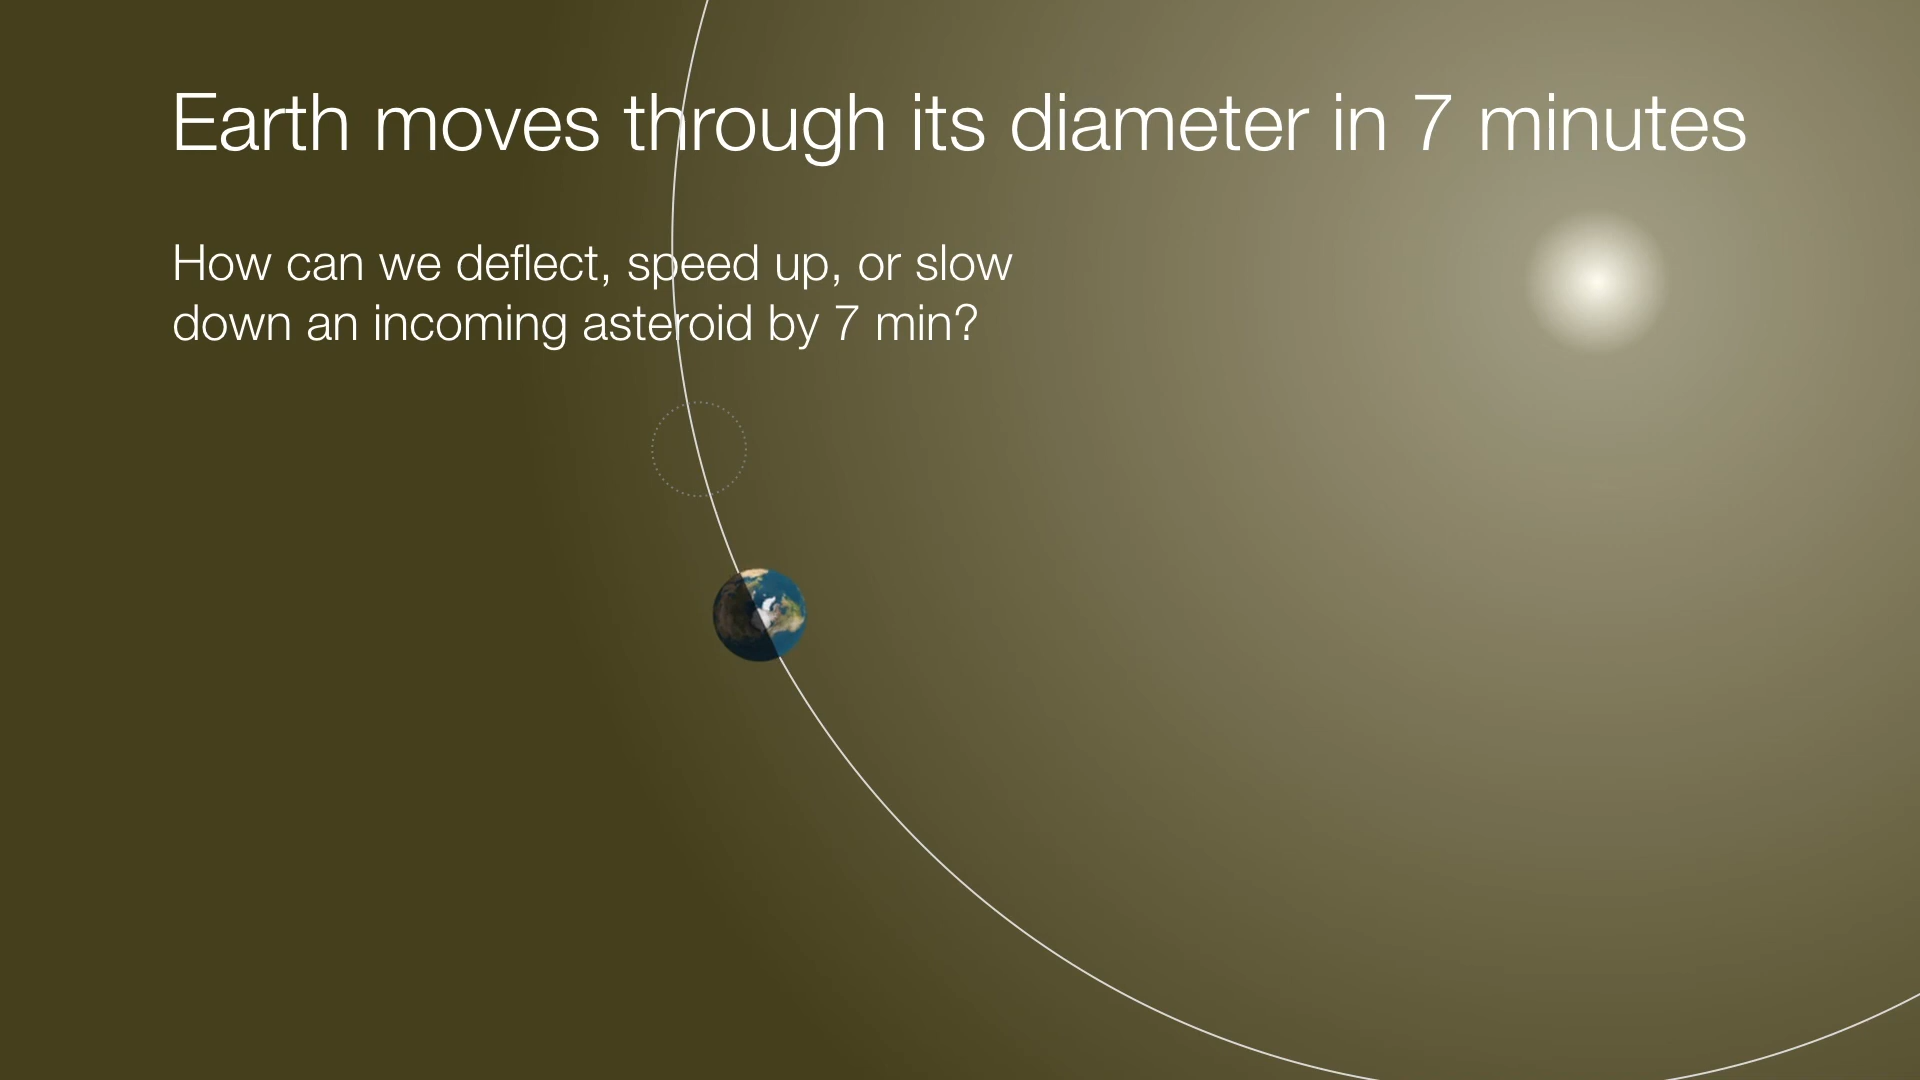 Earth moves through its diameter in 7 minutes
How can we deflect, speed up, or slow
down an incoming asteroid by 7 min?